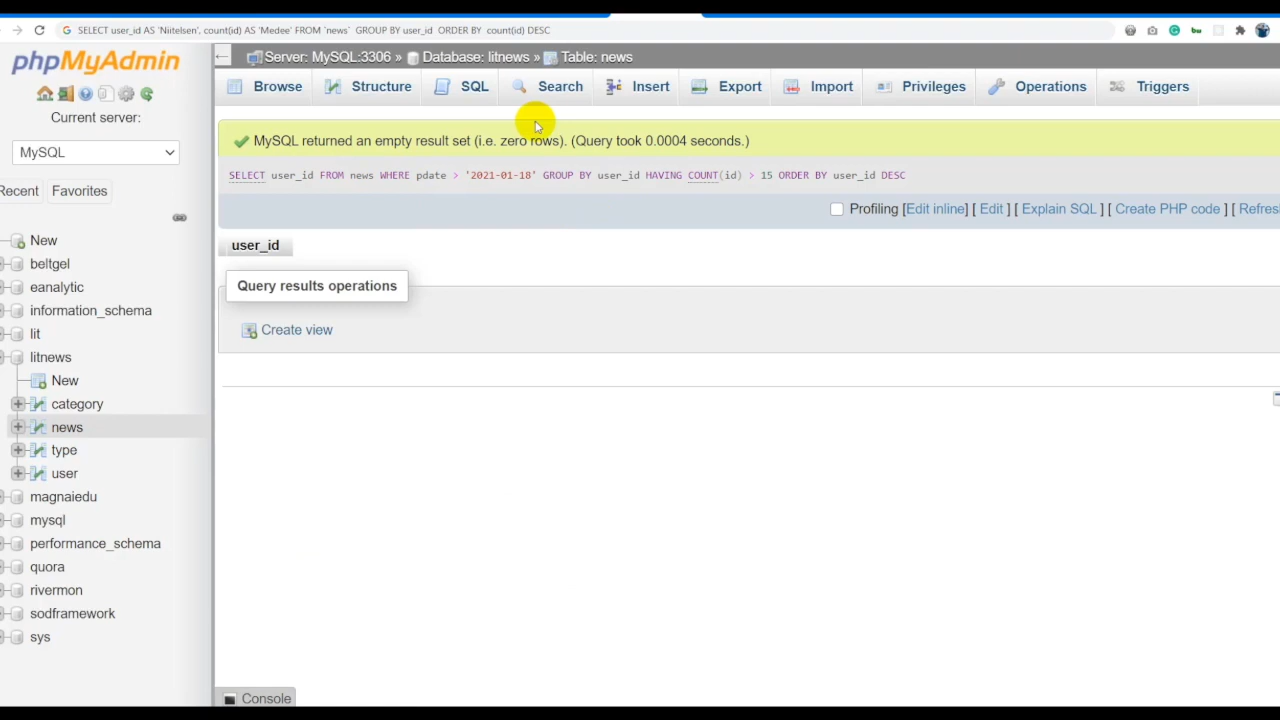 SELECT user_id AS 'Niitelsen', count(id) AS 'Medee' FROM `news` GROUP BY user_id ORDER BY count(id) DESC
phpMyAdmin
Server: MySQL:3306 » Database: litnews » Table: news
Browse Structure SQL Search Insert Export Import Privileges Operations Triggers
Current server:
MySQL
Recent Favorites
MySQL returned an empty result set (i.e. zero rows). (Query took 0.0004 seconds.)
SELECT user_id FROM news WHERE pdate > '2021-01-18' GROUP BY user_id HAVING COUNT(id) > 15 ORDER BY user_id DESC
Profiling [Edit inline] [ Edit ] [ Explain SQL ] [ Create PHP code ] [ Refres
user_id
Query results operations
Create view
New
beltgel
eanalytic
information_schema
lit
litnews
New
category
news
type
user
magnaiedu
mysql
performance_schema
quora
rivermon
sodframework
sys
Console